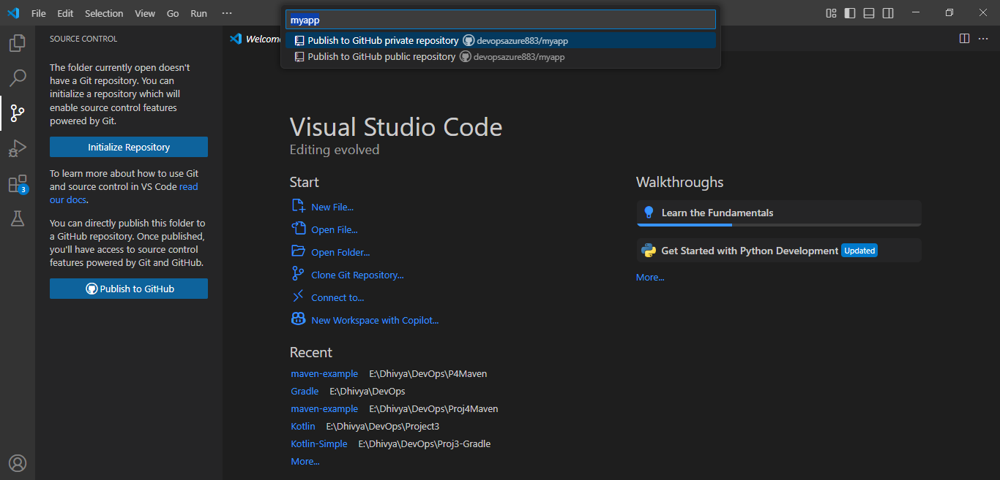 File Edit Selection View Go Run ···
myapp
Publish to GitHub private repository devopsazure883/myapp
Publish to GitHub public repository devopsazure883/myapp
SOURCE CONTROL
The folder currently open doesn't
have a Git repository. You can
initialize a repository which will
enable source control features
powered by Git.
Initialize Repository
To learn more about how to use Git
and source control in VS Code read
our docs.
You can directly publish this folder to
a GitHub repository. Once published,
you'll have access to source control
features powered by Git and GitHub.
Publish to GitHub
3
Welcome
Visual Studio Code
Editing evolved
Start
New File...
Open File...
Open Folder...
Clone Git Repository...
Connect to...
New Workspace with Copilot...
Recent
maven-example E:\Dhivya\DevOps\P4Maven
Gradle E:\Dhivya\DevOps
maven-example E:\Dhivya\DevOps\Proj4Maven
Kotlin E:\Dhivya\DevOps\Project3
Kotlin-Simple E:\Dhivya\DevOps\Proj3-Gradle
More...
Walkthroughs
Learn the Fundamentals
Get Started with Python Development Updated
More...